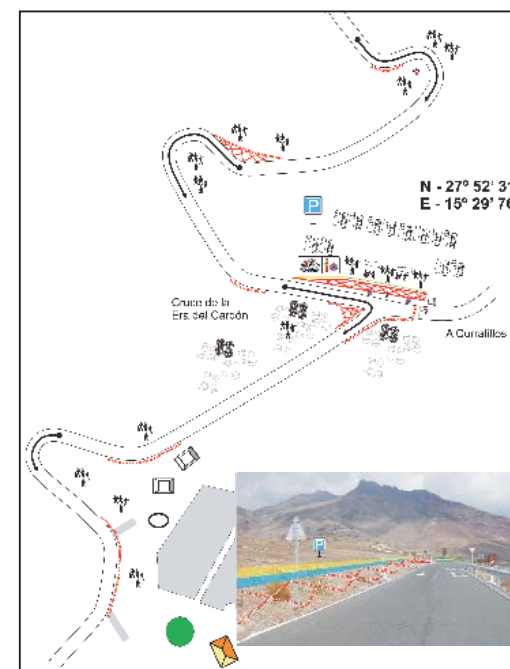 N - 27º 52' 31
E - 15º 29' 76
P
Cruce de la
Era del Cardón
A Corralillos
P